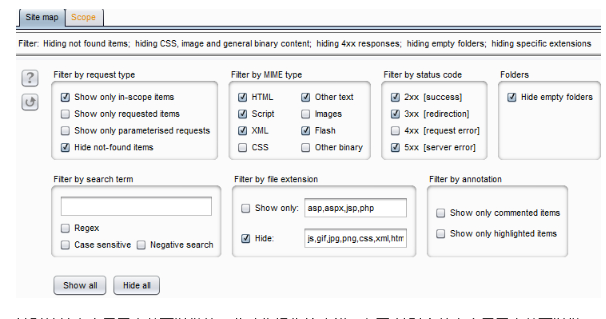 Site map Scope
Filter: Hiding not found items; hiding CSS, image and general binary content; hiding 4xx responses; hiding empty folders; hiding specific extensions
Filter by request type
Show only in-scope items
Show only requested items
Show only parameterised requests
Hide not-found items
Filter by MIME type
HTML Other text
Script Images
XML Flash
CSS Other binary
Filter by status code
2xx [success]
3xx [redirection]
4xx [request error]
5xx [server error]
Folders
Hide empty folders
Filter by search term
Regex
Case sensitive Negative search
Filter by file extension
Show only: asp,aspx,jsp,php
Hide: js,gif,jpg,png,css,xml,htm
Filter by annotation
Show only commented items
Show only highlighted items
Show all Hide all